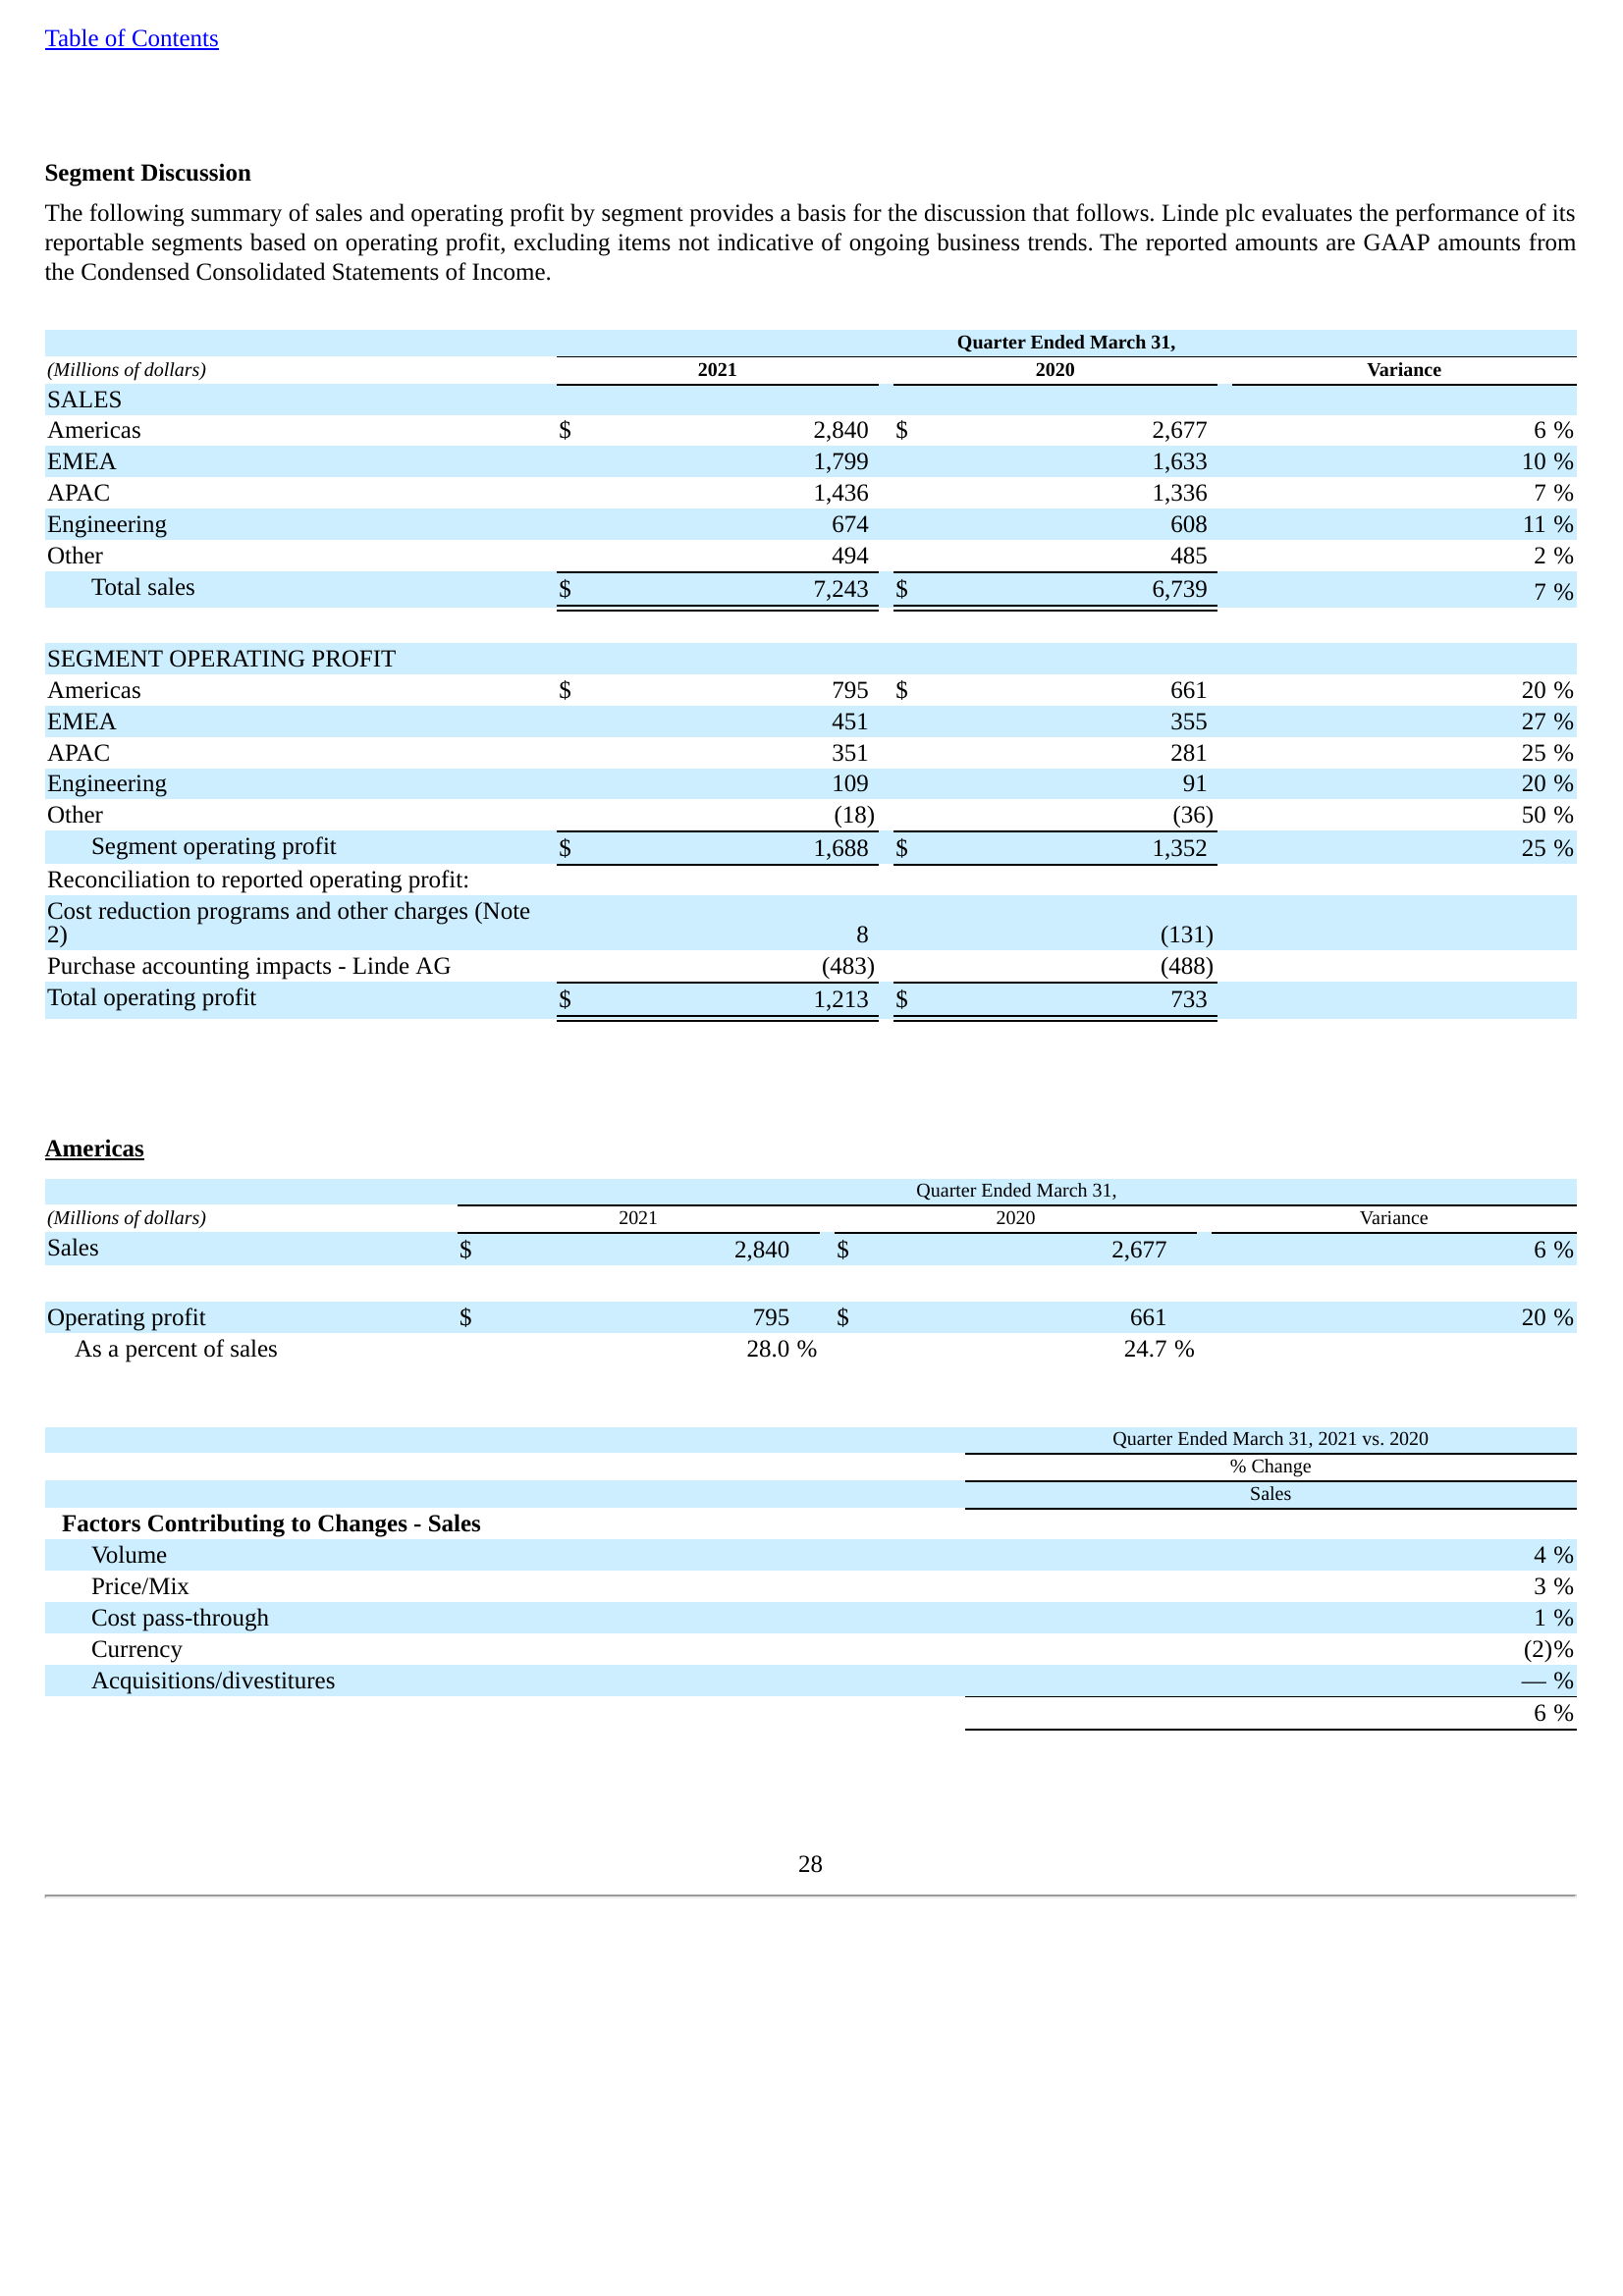 Table of Contents
Segment Discussion
The following summary of sales and operating profit by segment provides a basis for the discussion that follows. Linde plc evaluates the performance of its
reportable segments based on operating profit, excluding items not indicative of ongoing business trends. The reported amounts are GAAP amounts from
the Condensed Consolidated Statements of Income.
Quarter Ended March 31,
(Millions of dollars) 2021 2020 Variance
SALES
Americas $ 2,840 $ 2,677 6 %
EMEA 1,799 1,633 10 %
APAC 1,436 1,336 7 %
Engineering 674 608 11 %
Other 494 485 2 %
Total sales $ 7,243 $ 6,739 7 %
SEGMENT OPERATING PROFIT
Americas $ 795 $ 661 20 %
EMEA 451 355 27 %
APAC 351 281 25 %
Engineering 109 91 20 %
Other (18) (36) 50 %
Segment operating profit $ 1,688 $ 1,352 25 %
Reconciliation to reported operating profit:
Cost reduction programs and other charges (Note
2) 8 (131)
Purchase accounting impacts - Linde AG (483) (488)
Total operating profit $ 1,213 $ 733
Americas
Quarter Ended March 31,
(Millions of dollars) 2021 2020 Variance
Sales $ 2,840 $ 2,677 6 %
Operating profit $ 795 $ 661 20 %
As a percent of sales 28.0 % 24.7 %
Quarter Ended March 31, 2021 vs. 2020
% Change
Sales
Factors Contributing to Changes - Sales
Volume 4 %
Price/Mix 3 %
Cost pass-through 1 %
Currency (2)%
Acquisitions/divestitures — %
6 %
28